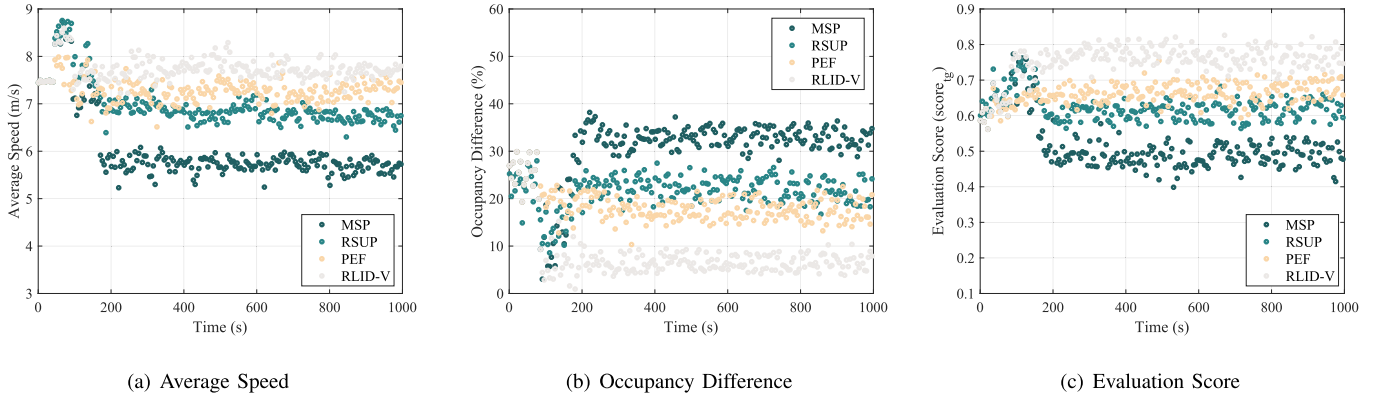 9
8
7
6
5
4
3
Average Speed (m/s)
0
200
400
600
800
1000
Time (s)
MSP
RSUP
PEF
RLID-V
(a) Average Speed
60
50
40
30
20
10
0
Occupancy Difference (%)
0
200
400
600
800
1000
Time (s)
MSP
RSUP
PEF
RLID-V
(b) Occupancy Difference
0.9
0.8
0.7
0.6
0.5
0.4
0.3
0.2
0.1
Evaluation Score (score_tg)
0
200
400
600
800
1000
Time (s)
MSP
RSUP
PEF
RLID-V
(c) Evaluation Score